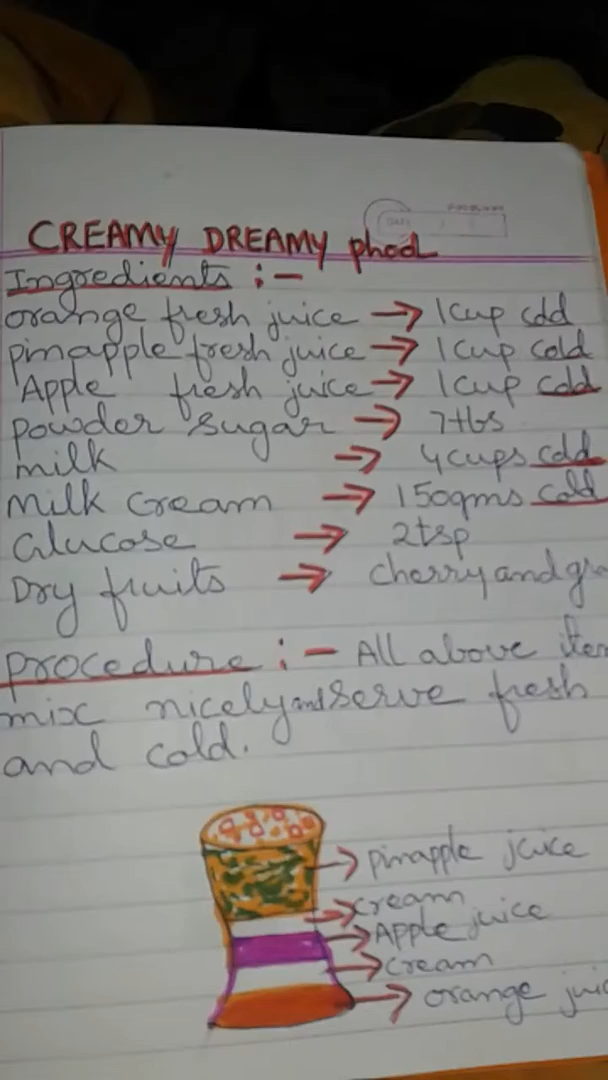 CREAMY DREAMY phod
Ingredients :-
orange fresh juice → 1cup cold
pinapple fresh juice → 1cup cold
Apple fresh juice → 1cup cold
powder sugar → 7tbs
milk → 4cups cold
Milk cream → 150gms cold
Glucose → 2tsp
Dry fruits → cherry and
procedure :- All above item
mix nicely and serve fresh
and cold.
→ pinapple juice
→ cream
→ Apple juice
→ cream
→ orange juic